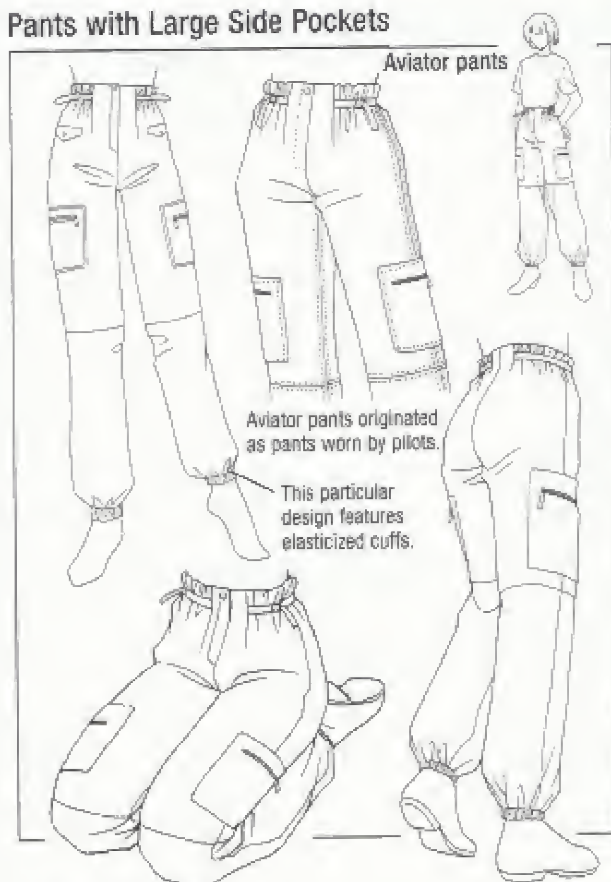 Pants with Large Side Pockets
Aviator pants
Aviator pants originated
as pants worn by pilots.
This particular
design features
elasticized cuffs.